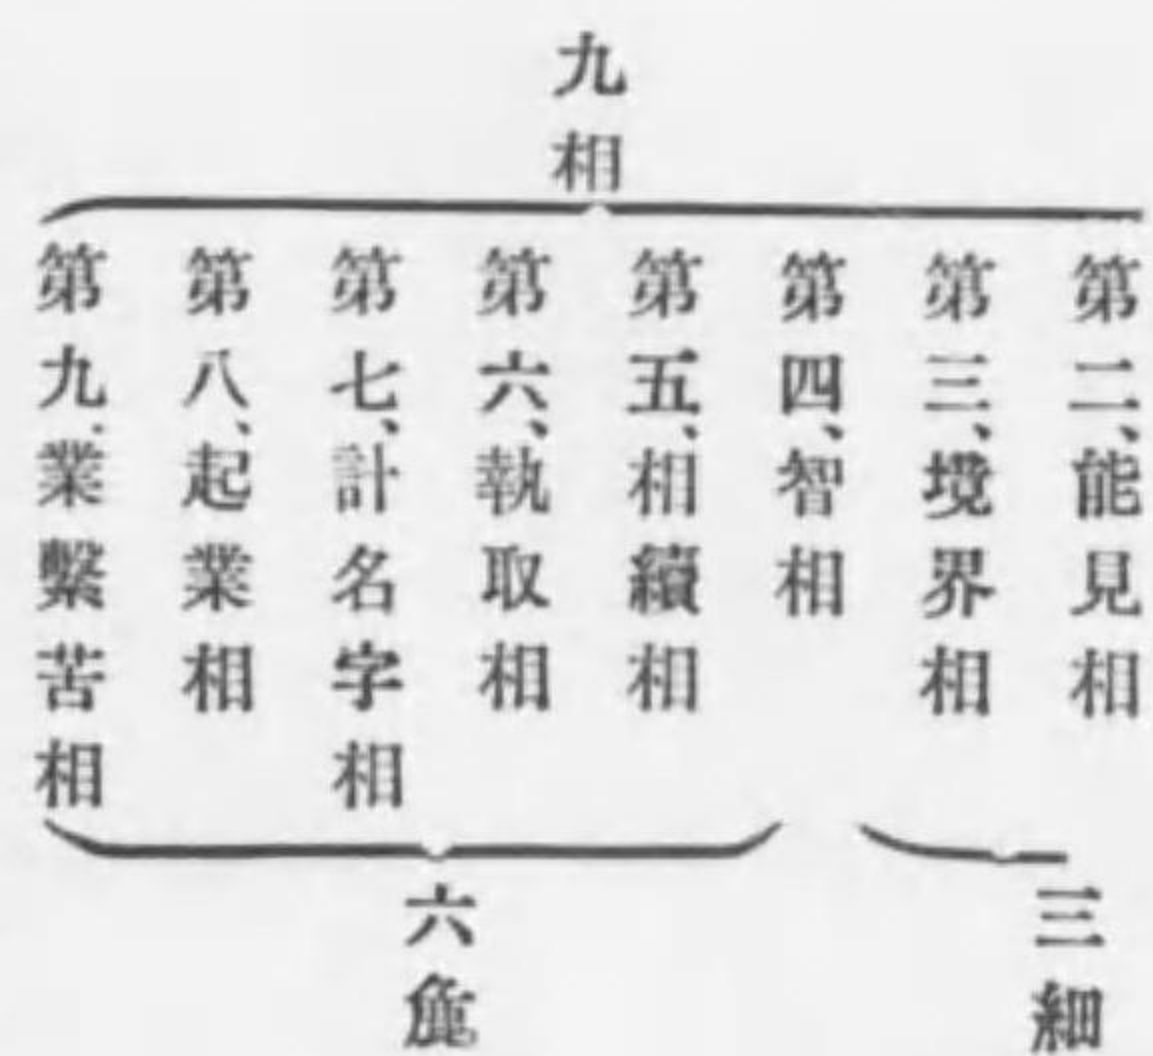 九相
第二、能見相
第三、境界相
第四、智相
第五、相續相
第六、執取相
第七、計名字相
第八、起業相
第九、業繫苦相
三細
六麁